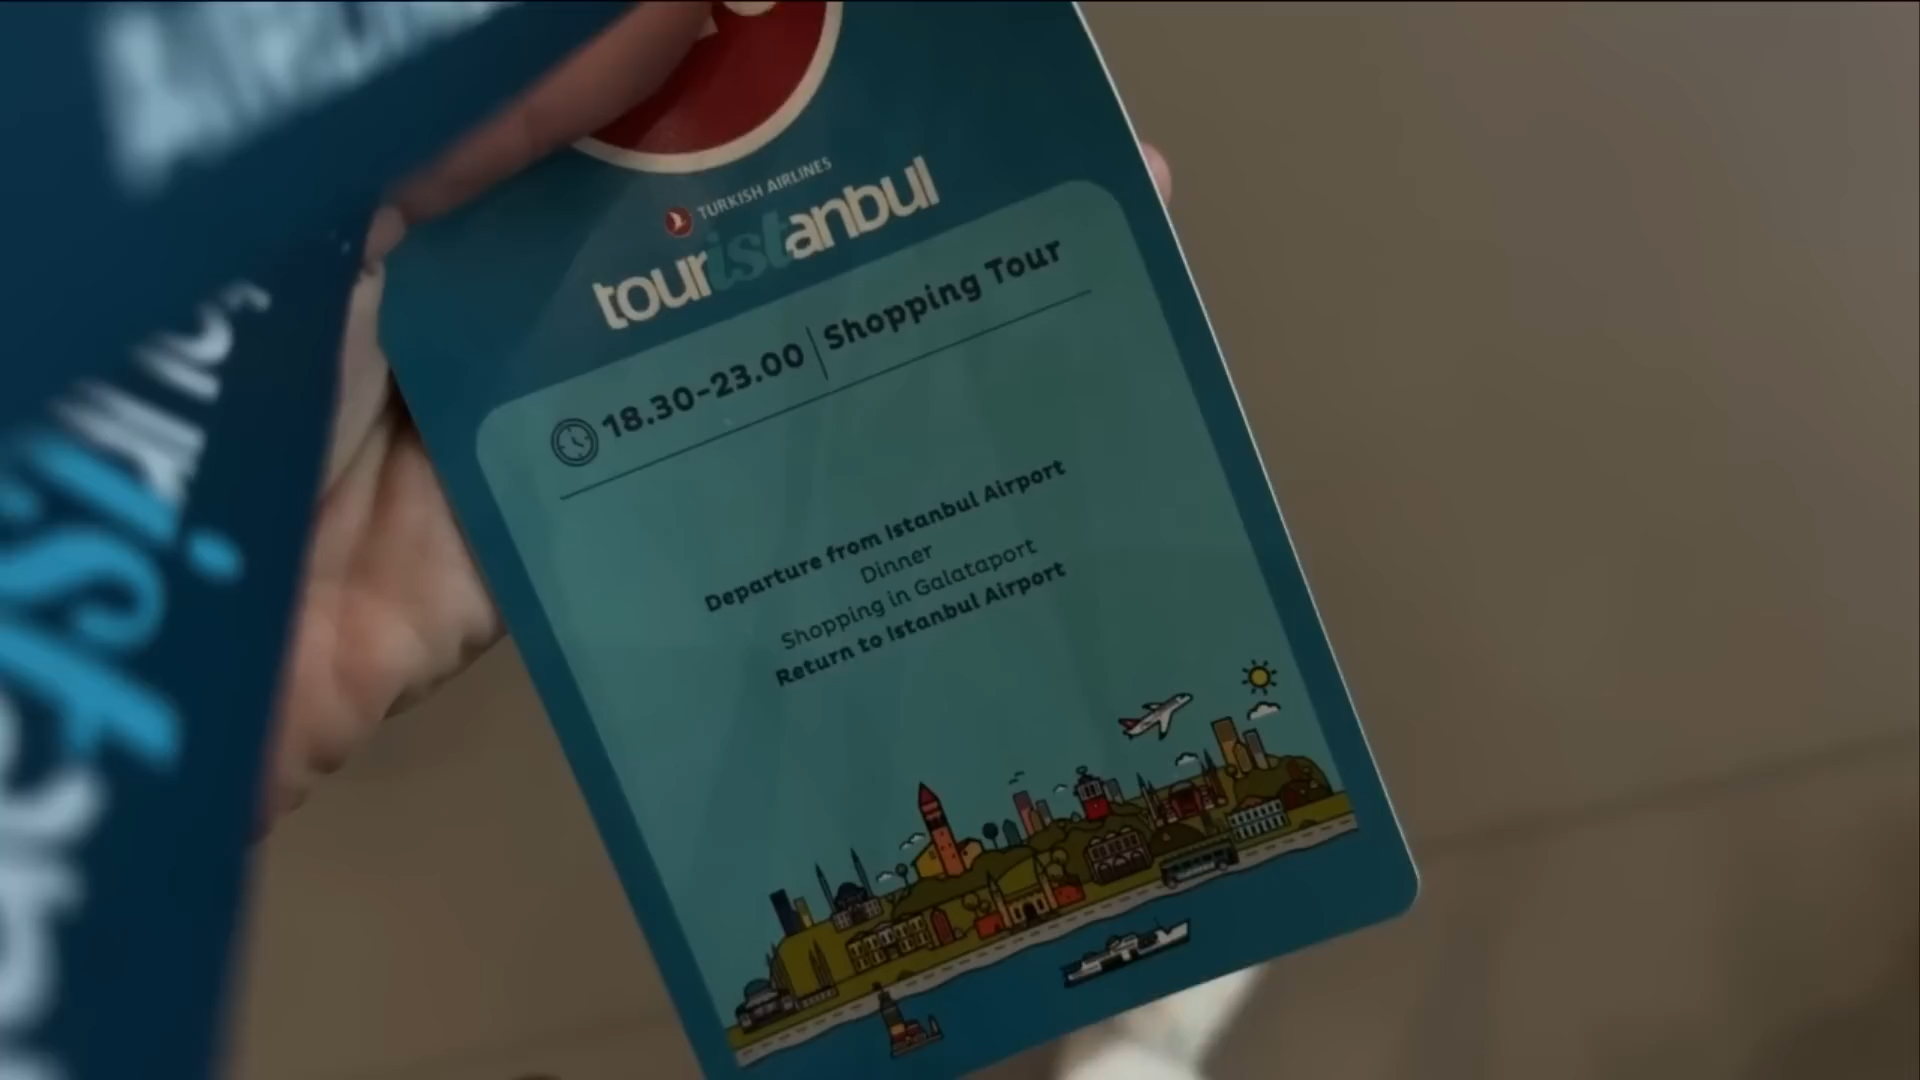 TURKISH AIRLINES
touristanbul
18.30-23.00 | Shopping Tour
Departure from Istanbul Airport
Dinner
Shopping in Galataport
Return to Istanbul Airport